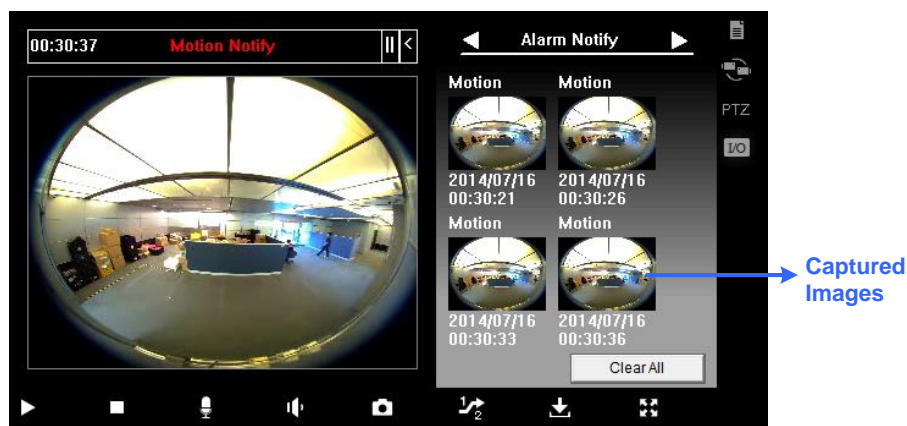 00:30:37 Motion Notify
Alarm Notify
Motion Motion
2014/07/16 2014/07/16
00:30:21 00:30:26
Motion Motion
2014/07/16 2014/07/16
00:30:33 00:30:36
Clear All
PTZ
I/O
1 2
Captured
Images